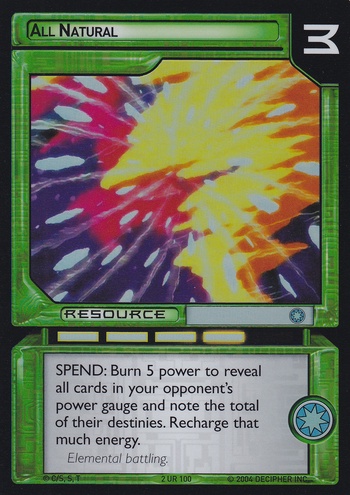 ALL NATURAL
3
RESOURCE
SPEND: Burn 5 power to reveal
all cards in your opponent's
power gauge and note the total
of their destinies. Recharge that
much energy.
Elemental battling.
© C/S, S, T 2 UR 100 © 2004 DECIPHER INC.